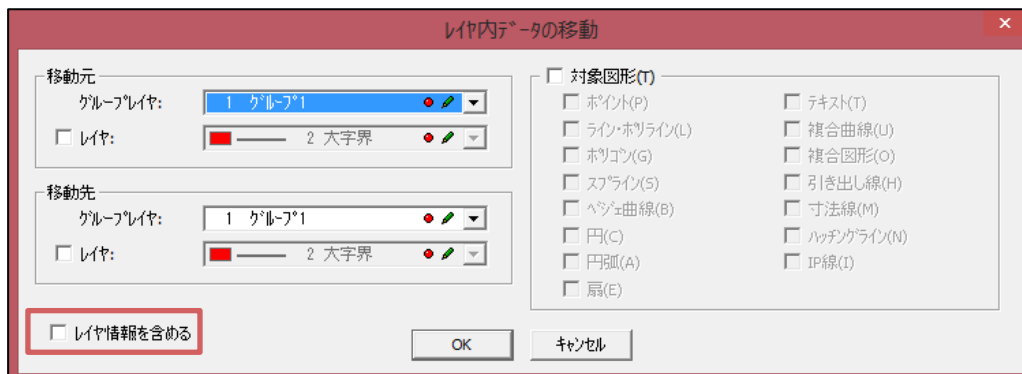 ﾚｲﾔ内ﾃﾞｰﾀの移動
移動元
ｸﾞﾙｰﾌﾟﾚｲﾔ:
1 ｸﾞﾙｰﾌﾟ1
ﾚｲﾔ:
2 大字界
移動先
ｸﾞﾙｰﾌﾟﾚｲﾔ:
1 ｸﾞﾙｰﾌﾟ1
ﾚｲﾔ:
2 大字界
ﾚｲﾔ情報を含める
対象図形(T)
ﾎﾟｲﾝﾄ(P)
ﾗｲﾝ・ﾎﾟﾘﾗｲﾝ(L)
ﾎﾟﾘｺﾞﾝ(G)
ｽﾌﾟﾗｲﾝ(S)
ﾍﾞｼﾞｪ曲線(B)
円(C)
円弧(A)
扇(E)
ﾃｷｽﾄ(T)
複合曲線(U)
複合図形(O)
引き出し線(H)
寸法線(M)
ﾊｯﾁﾝｸﾞﾗｲﾝ(N)
IP線(I)
OK
ｷｬﾝｾﾙ